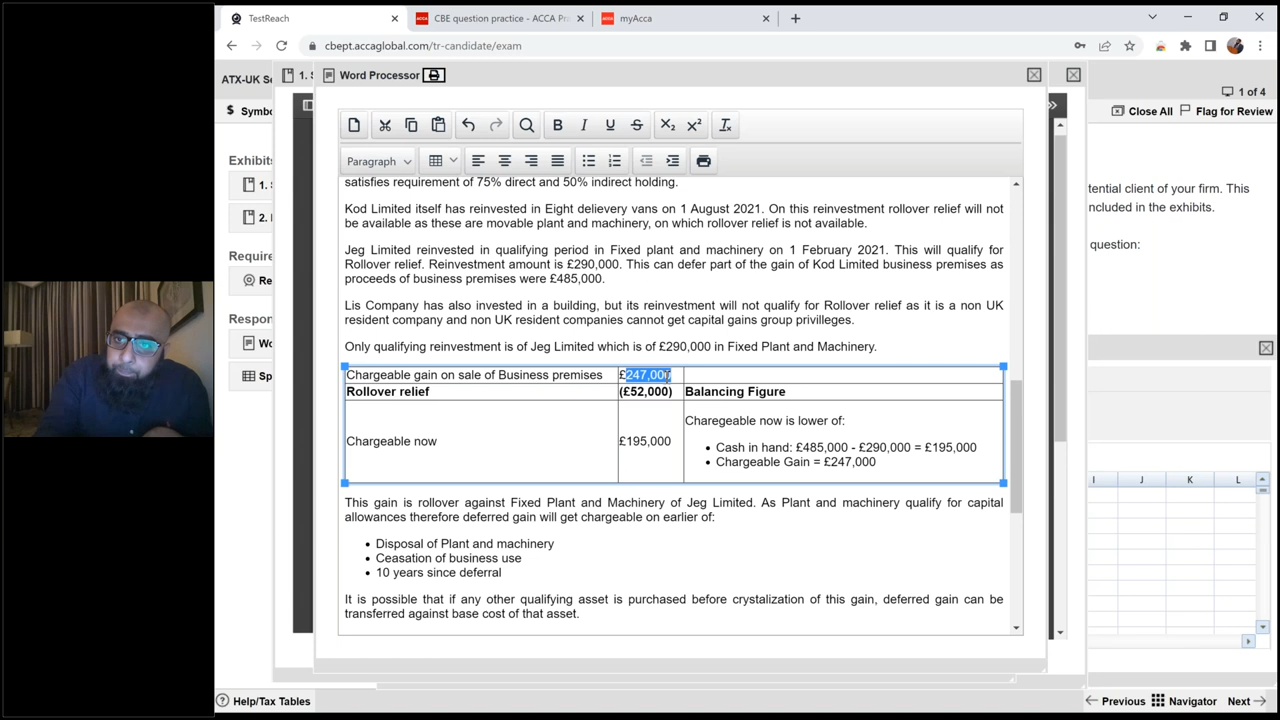 TestReach
CBE question practice - ACCA Pr
myAcca
cbept.accaglobal.com/tr-candidate/exam
ATX-UK Se
1. S
Word Processor
1 of 4
$ Symbo
Close All
Flag for Review
Paragraph
Exhibits
1. S
2.
Require
Re
Respon
Wo
Sp
tential client of your firm. This
ncluded in the exhibits.
question:
satisfies requirement of 75% direct and 50% indirect holding.
Kod Limited itself has reinvested in Eight delievery vans on 1 August 2021. On this reinvestment rollover relief will not
be available as these are movable plant and machinery, on which rollover relief is not available.
Jeg Limited reinvested in qualifying period in Fixed plant and machinery on 1 February 2021. This will qualify for
Rollover relief. Reinvestment amount is £290,000. This can defer part of the gain of Kod Limited business premises as
proceeds of business premises were £485,000.
Lis Company has also invested in a building, but its reinvestment will not qualify for Rollover relief as it is a non UK
resident company and non UK resident companies cannot get capital gains group privilleges.
Only qualifying reinvestment is of Jeg Limited which is of £290,000 in Fixed Plant and Machinery.
Chargeable gain on sale of Business premises £247,000
Rollover relief (£52,000) Balancing Figure
Charegeable now is lower of:
Chargeable now £195,000
• Cash in hand: £485,000 - £290,000 = £195,000
• Chargeable Gain = £247,000
This gain is rollover against Fixed Plant and Machinery of Jeg Limited. As Plant and machinery qualify for capital
allowances therefore deferred gain will get chargeable on earlier of:
• Disposal of Plant and machinery
• Ceasation of business use
• 10 years since deferral
It is possible that if any other qualifying asset is purchased before crystalization of this gain, deferred gain can be
transferred against base cost of that asset.
I J K L
Help/Tax Tables
Previous
Navigator
Next